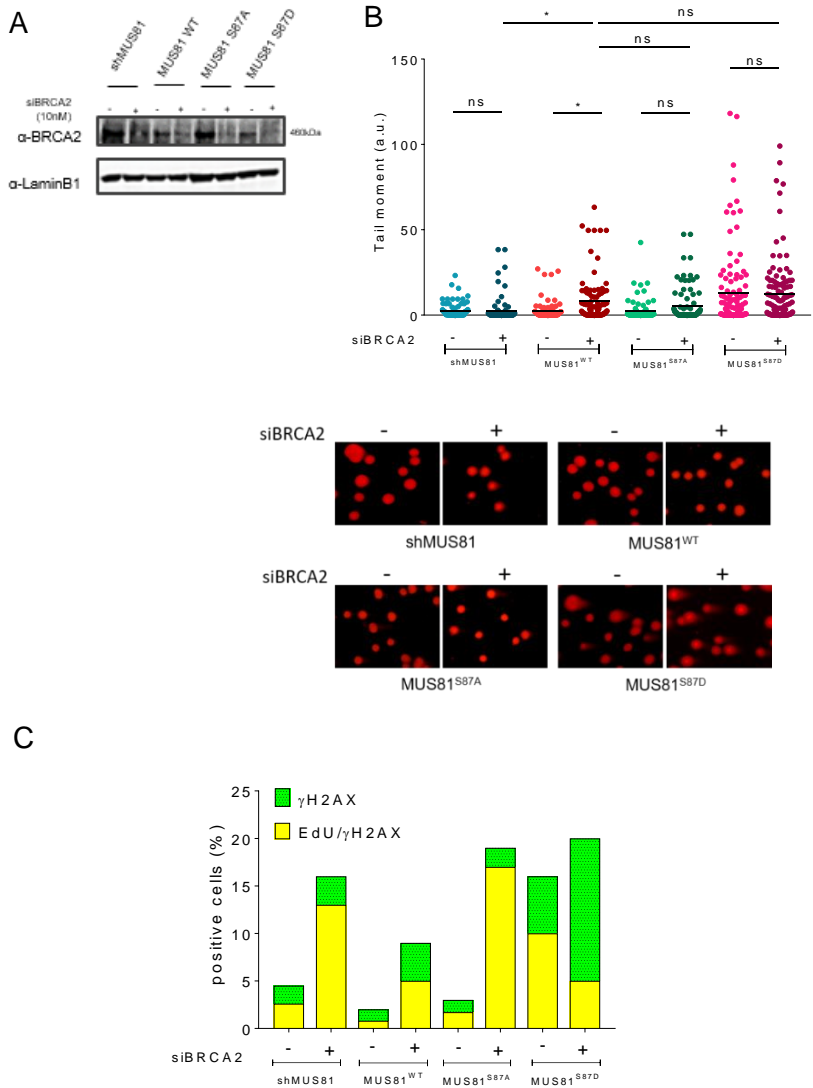 A
shMUS81
MUS81 WT
MUS81 S87A
MUS81 S87D
siBRCA2
(10nM)
- + - + - + - +
α-BRCA2
460kDa
α-LaminB1
B
* ns
ns
ns
ns * ns
Tail moment (a.u.)
150
100
50
0
siBRCA2 - + - + - + - +
shMUS81 MUS81WT MUS81S87A MUS81S87D
siBRCA2 - + - +
shMUS81 MUS81WT
siBRCA2 - + - +
MUS81S87A MUS81S87D
C
positive cells (%)
25
20
15
10
5
0
γH2AX
EdU/γH2AX
siBRCA2 - + - + - + - +
shMUS81 MUS81WT MUS81S87A MUS81S87D